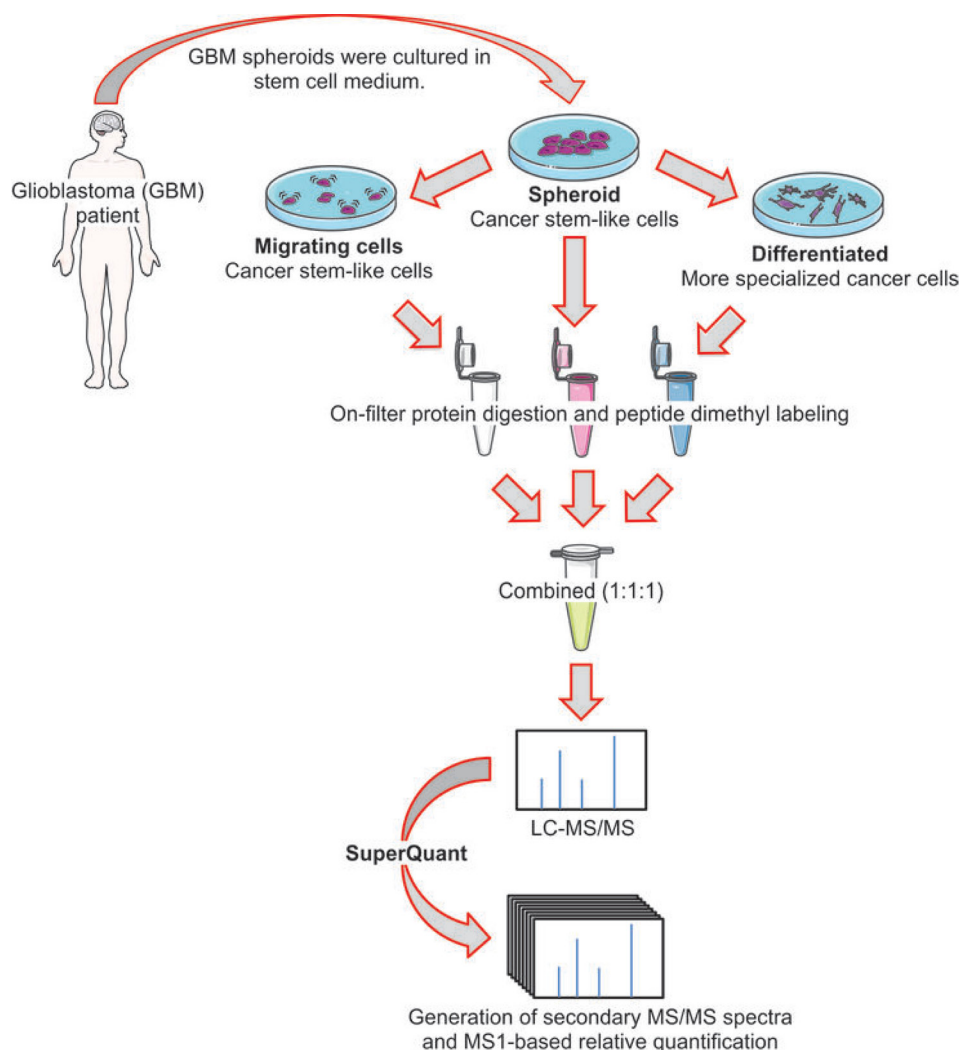 GBM spheroids were cultured in
stem cell medium.
Glioblastoma (GBM)
patient
Spheroid
Cancer stem-like cells
Migrating cells
Cancer stem-like cells
Differentiated
More specialized cancer cells
On-filter protein digestion and peptide dimethyl labeling
Combined (1:1:1)
LC-MS/MS
SuperQuant
Generation of secondary MS/MS spectra
and MS1-based relative quantification